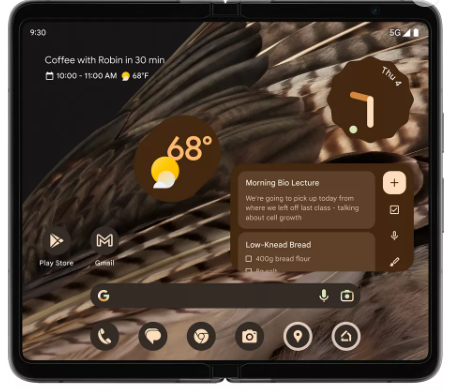 9:30
5G
Coffee with Robin in 30 min
10:00 - 11:00 AM 68°F
Thu 4
68°
Morning Bio Lecture
We're going to pick up today from
where we left off last class - talking
about cell growth
Low-Knead Bread
400g bread flour
8g salt
Play Store
Gmail
G